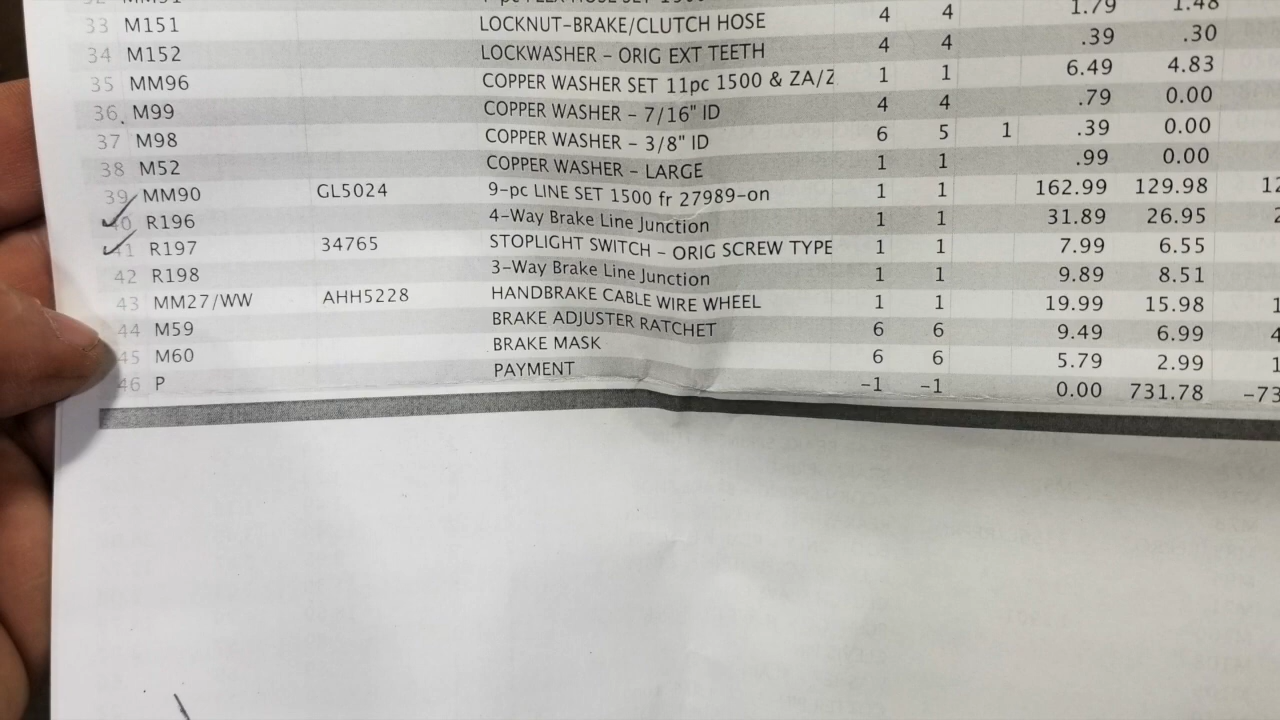 33 M151 LOCKNUT-BRAKE/CLUTCH HOSE 4 4 1.79 1.48
34 M152 LOCKWASHER - ORIG EXT TEETH 4 4 .39 .30
35 MM96 COPPER WASHER SET 11pc 1500 & ZA/Z 1 1 6.49 4.83
36 M99 COPPER WASHER - 7/16" ID 4 4 .79 0.00
37 M98 COPPER WASHER - 3/8" ID 6 5 1 .39 0.00
38 M52 COPPER WASHER - LARGE 1 1 .99 0.00
39 MM90 GL5024 9-pc LINE SET 1500 fr 27989-on 1 1 162.99 129.98 12
40 R196 4-Way Brake Line Junction 1 1 31.89 26.95 2
41 R197 34765 STOPLIGHT SWITCH - ORIG SCREW TYPE 1 1 7.99 6.55
42 R198 3-Way Brake Line Junction 1 1 9.89 8.51
43 MM27/WW AHH5228 HANDBRAKE CABLE WIRE WHEEL 1 1 19.99 15.98 1
44 M59 BRAKE ADJUSTER RATCHET 6 6 9.49 6.99 4
45 M60 BRAKE MASK 6 6 5.79 2.99 1
46 P PAYMENT -1 -1 0.00 731.78 -73